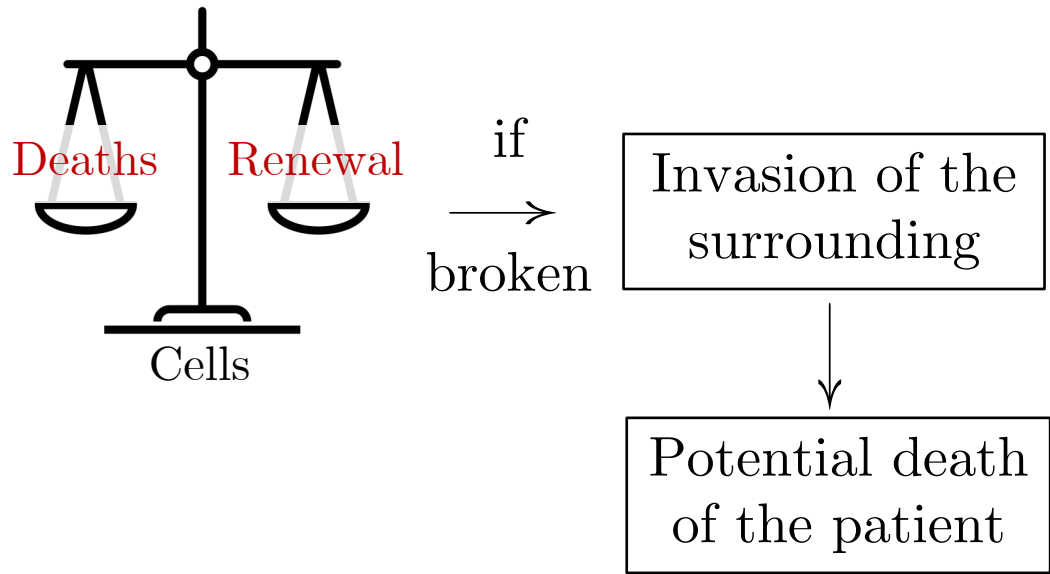 Deaths
Renewal
Cells
if
broken
Invasion of the
surrounding
Potential death
of the patient